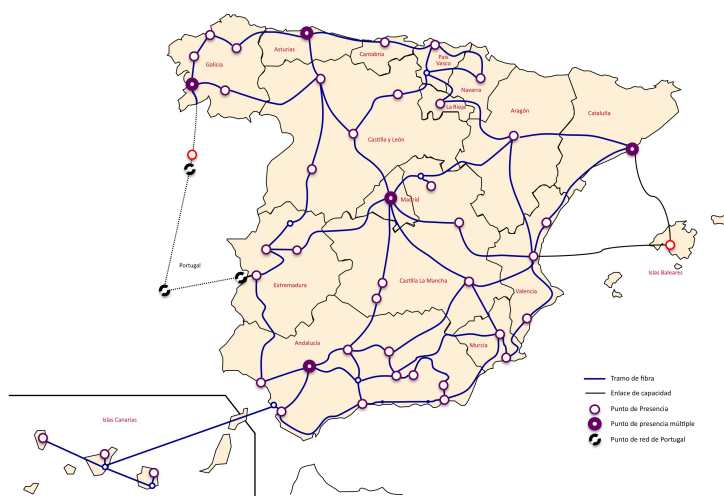 Asturias
Cantabria
País
Vasco
Galicia
Navarra
La Rioja
Aragón
Cataluña
Castilla y León
Madrid
Portugal
Islas Baleares
Castilla La Mancha
Extremadura
Valencia
Andalucía
Murcia
Islas Canarias
Tramo de fibra
Enlace de capacidad
Punto de Presencia
Punto de presencia múltiple
Punto de red de Portugal